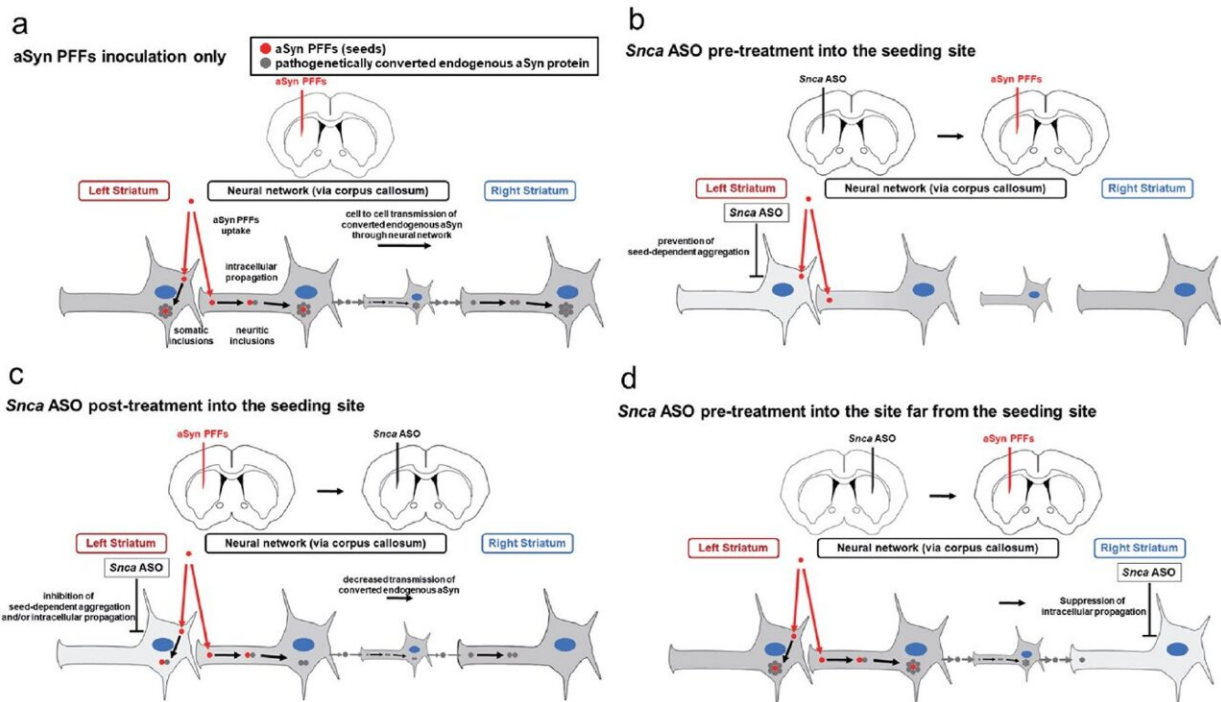 a
aSyn PFFs inoculation only
aSyn PFFs (seeds)
pathogenetically converted endogenous aSyn protein
aSyn PFFs
Left Striatum
Neural network (via corpus callosum)
Right Striatum
aSyn PFFs
uptake
cell to cell transmission of
converted endogenous aSyn
through neural network
intracellular
propagation
somatic
inclusions
neuritic
inclusions
b
Snca ASO pre-treatment into the seeding site
Snca ASO
aSyn PFFs
Left Striatum
Neural network (via corpus callosum)
Right Striatum
Snca ASO
prevention of
seed-dependent aggregation
c
Snca ASO post-treatment into the seeding site
aSyn PFFs
Snca ASO
Left Striatum
Neural network (via corpus callosum)
Right Striatum
Snca ASO
inhibition of
seed-dependent aggregation
and/or intracellular propagation
decreased transmission of
converted endogenous aSyn
d
Snca ASO pre-treatment into the site far from the seeding site
Snca ASO
aSyn PFFs
Left Striatum
Neural network (via corpus callosum)
Right Striatum
Snca ASO
Suppression of
intracellular propagation